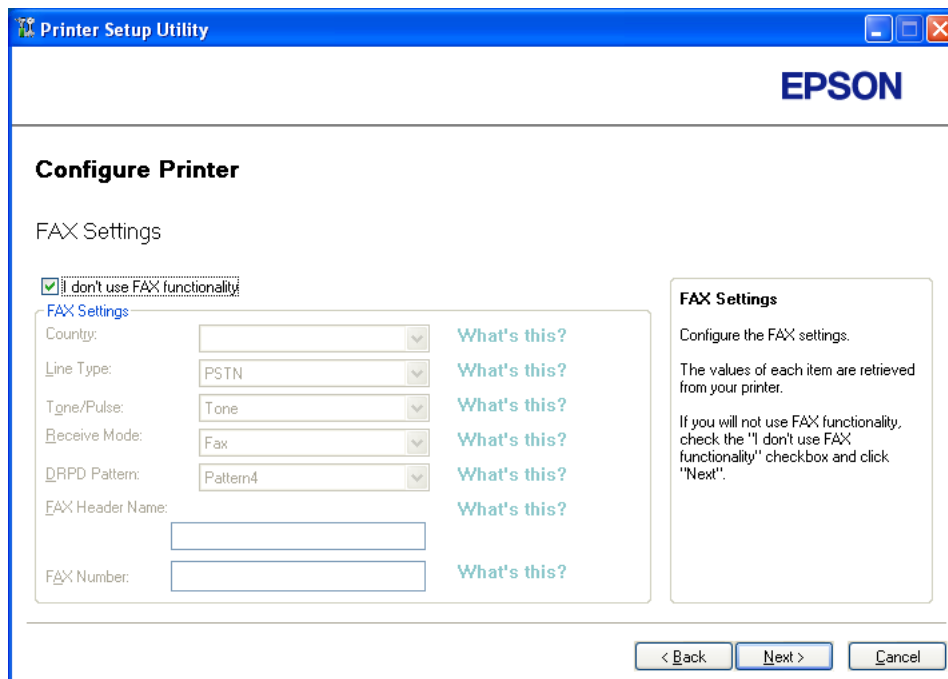 Printer Setup Utility
EPSON
Configure Printer
FAX Settings
I don't use FAX functionality
FAX Settings
Country: What's this?
Line Type: PSTN What's this?
Tone/Pulse: Tone What's this?
Receive Mode: Fax What's this?
DRPD Pattern: Pattern4 What's this?
FAX Header Name: What's this?
FAX Number: What's this?
FAX Settings
Configure the FAX settings.
The values of each item are retrieved
from your printer.
If you will not use FAX functionality,
check the "I don't use FAX
functionality" checkbox and click
"Next".
< Back Next > Cancel